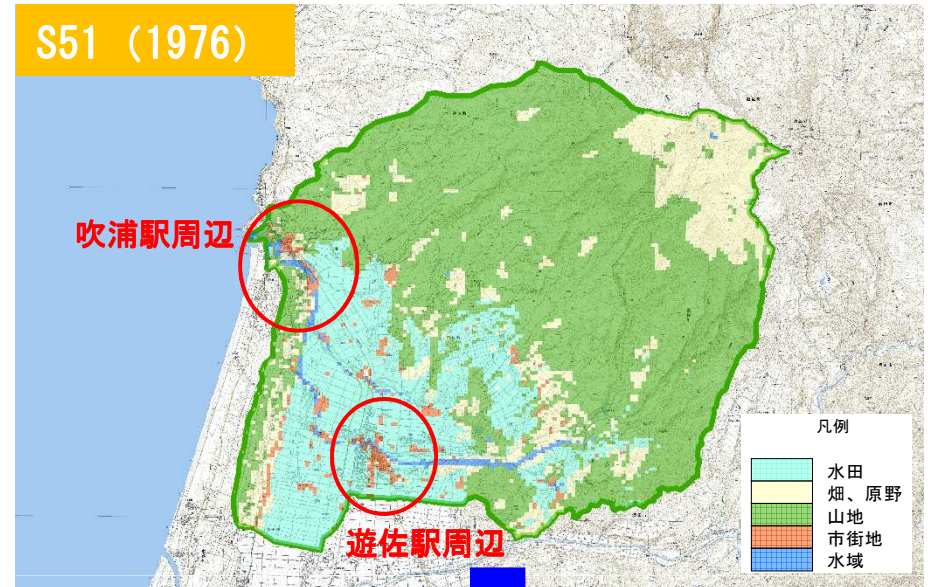 S51 (1976)
吹浦駅周辺
遊佐駅周辺
凡例
水田
畑、原野
山地
市街地
水域